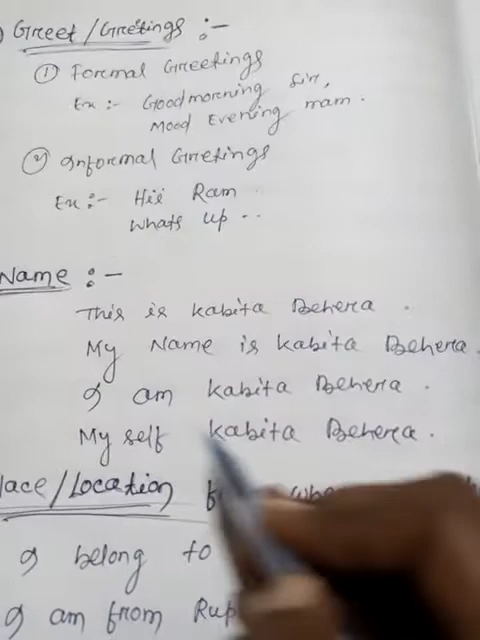 Greet/Greetings :-
① Formal Greetings
Ex :- Goodmorning Sir,
Mood Evening mam.
② Informal Greetings
Ex :- Hii Ram
Whats up ..
Name :-
This is Kabita Behera .
My Name is Kabita Behera.
I am Kabita Behera .
My self Kabita Behera .
lace/Location
I belong to
I am from Rup